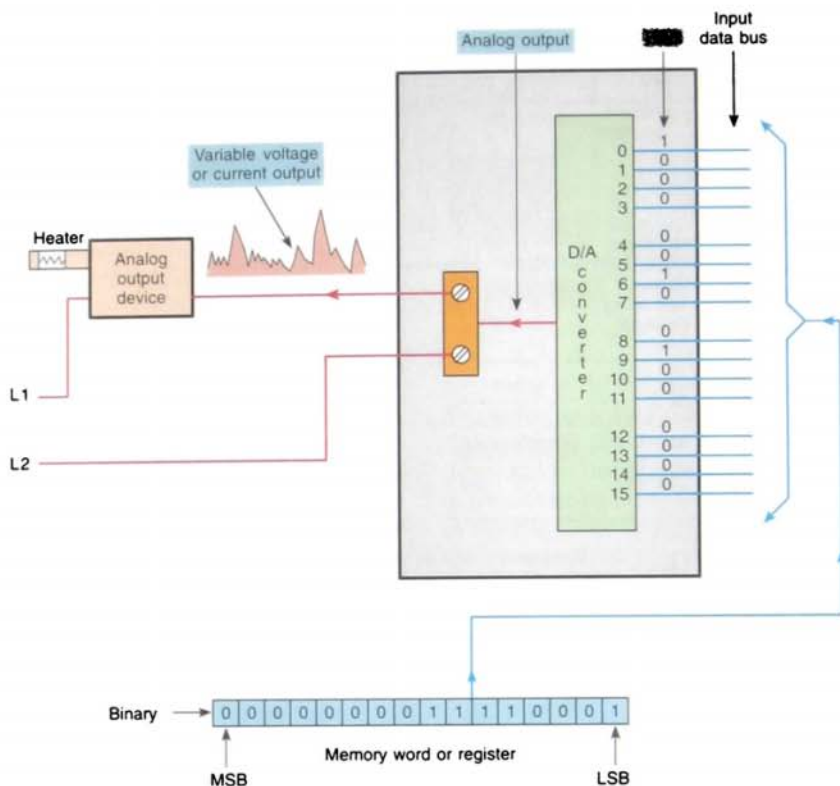 Input
data bus
Analog output
Variable voltage
or current output
Heater
Analog
output
device
D/A
converter
0 1
1 0
2 0
3 0
4 0
5 0
6 1
7 0
8 0
9 1
10 0
11 0
12 0
13 0
14 0
15 0
L1
L2
Binary 0 0 0 0 0 0 0 0 1 1 1 1 0 0 0 1
Memory word or register
MSB LSB